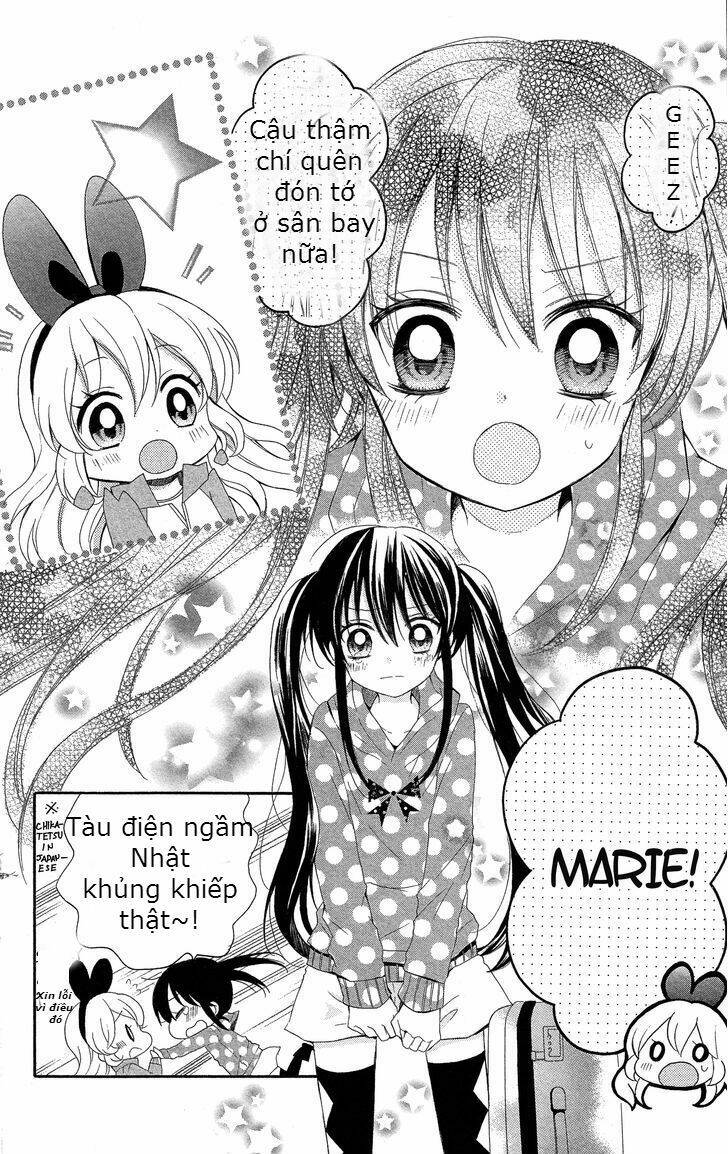 G
E
E
Z
!
Cậu thậm
chí quên
đón tớ
ở sân bay
nữa!
MARIE!
Tàu điện ngầm
Nhật
khủng khiếp
thật~!
※
CHIKA-
TETSU
IN
JAPAN-
ESE
Xin lỗi
vì điều
đó